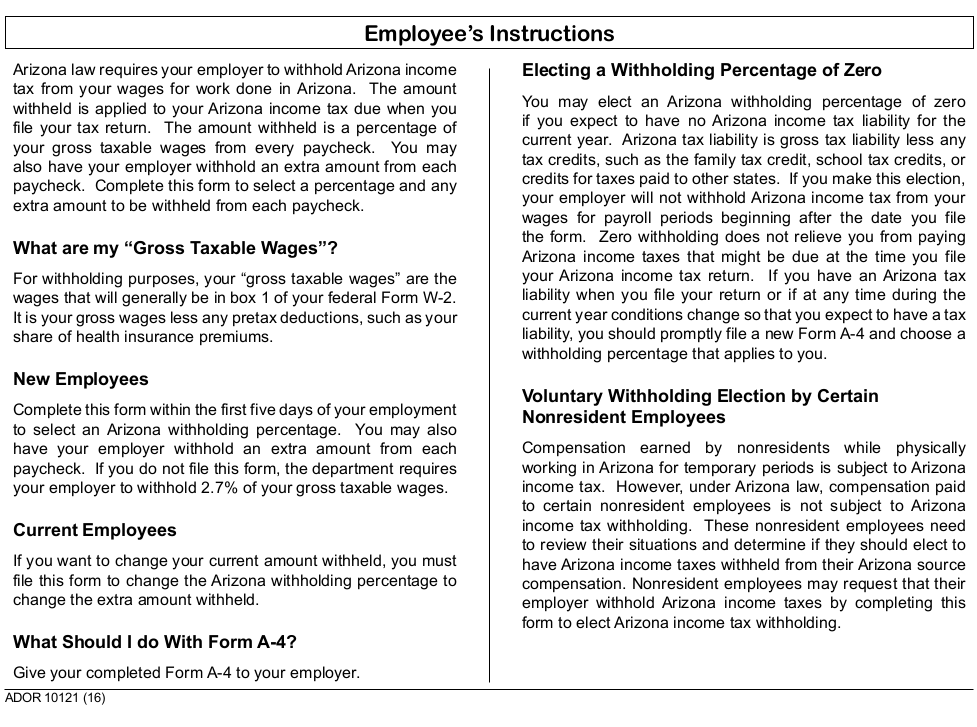 Employee’s Instructions
Arizona law requires your employer to withhold Arizona income
tax from your wages for work done in Arizona. The amount
withheld is applied to your Arizona income tax due when you
file your tax return. The amount withheld is a percentage of
your gross taxable wages from every paycheck. You may
also have your employer withhold an extra amount from each
paycheck. Complete this form to select a percentage and any
extra amount to be withheld from each paycheck.
What are my “Gross Taxable Wages”?
For withholding purposes, your “gross taxable wages” are the
wages that will generally be in box 1 of your federal Form W-2.
It is your gross wages less any pretax deductions, such as your
share of health insurance premiums.
New Employees
Complete this form within the first five days of your employment
to select an Arizona withholding percentage. You may also
have your employer withhold an extra amount from each
paycheck. If you do not file this form, the department requires
your employer to withhold 2.7% of your gross taxable wages.
Current Employees
If you want to change your current amount withheld, you must
file this form to change the Arizona withholding percentage to
change the extra amount withheld.
What Should I do With Form A-4?
Give your completed Form A-4 to your employer.
Electing a Withholding Percentage of Zero
You may elect an Arizona withholding percentage of zero
if you expect to have no Arizona income tax liability for the
current year. Arizona tax liability is gross tax liability less any
tax credits, such as the family tax credit, school tax credits, or
credits for taxes paid to other states. If you make this election,
your employer will not withhold Arizona income tax from your
wages for payroll periods beginning after the date you file
the form. Zero withholding does not relieve you from paying
Arizona income taxes that might be due at the time you file
your Arizona income tax return. If you have an Arizona tax
liability when you file your return or if at any time during the
current year conditions change so that you expect to have a tax
liability, you should promptly file a new Form A-4 and choose a
withholding percentage that applies to you.
Voluntary Withholding Election by Certain
Nonresident Employees
Compensation earned by nonresidents while physically
working in Arizona for temporary periods is subject to Arizona
income tax. However, under Arizona law, compensation paid
to certain nonresident employees is not subject to Arizona
income tax withholding. These nonresident employees need
to review their situations and determine if they should elect to
have Arizona income taxes withheld from their Arizona source
compensation. Nonresident employees may request that their
employer withhold Arizona income taxes by completing this
form to elect Arizona income tax withholding.
ADOR 10121 (16)